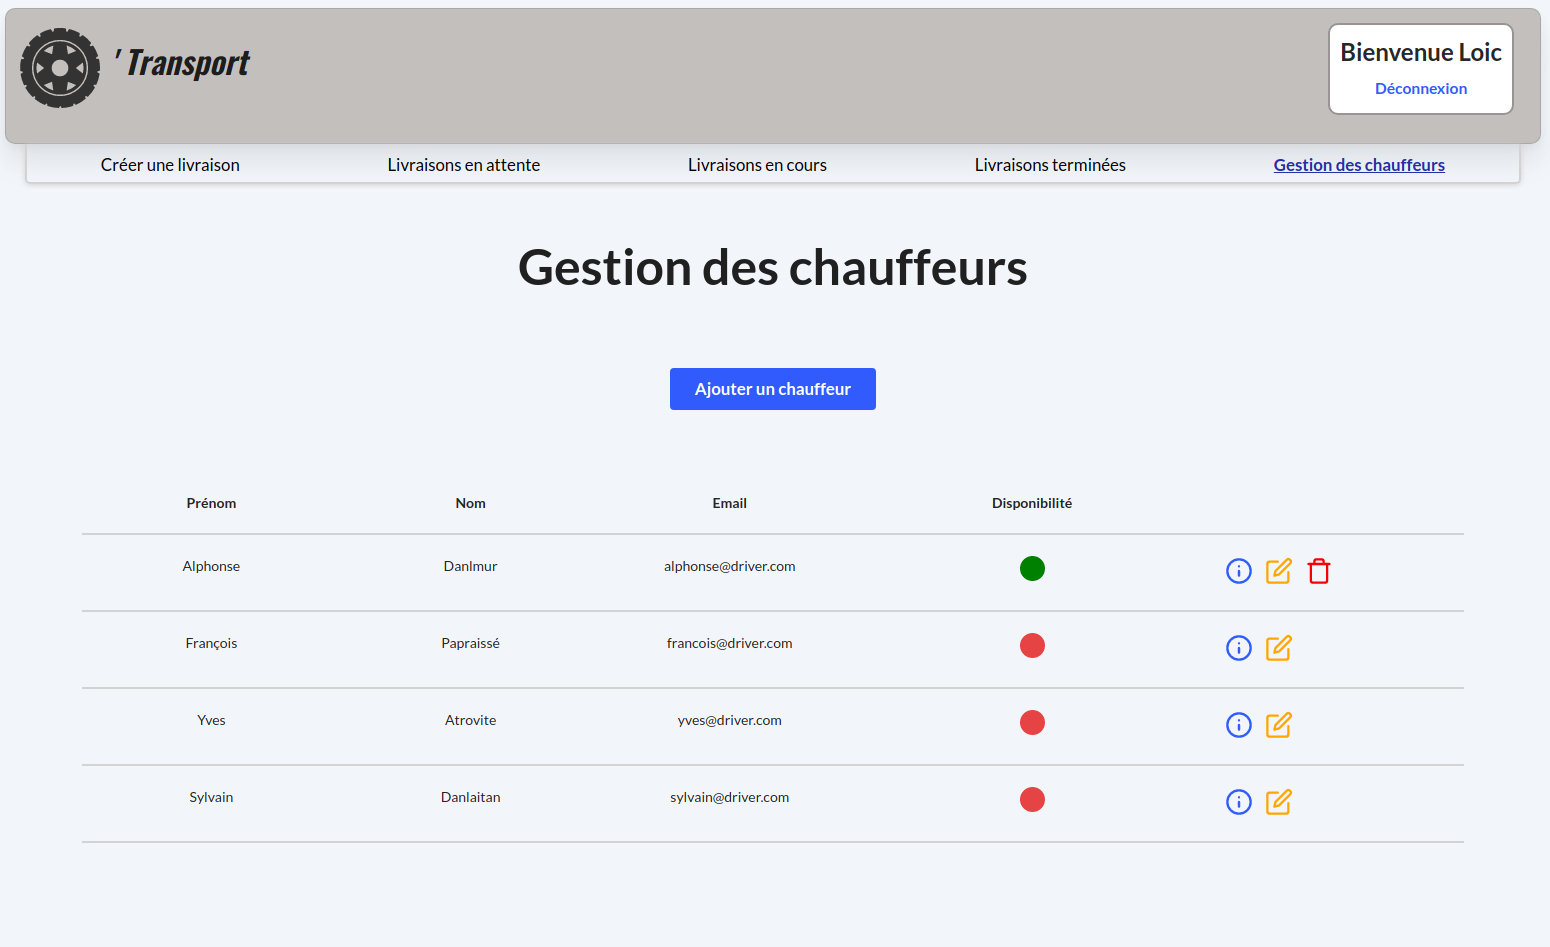 ' Transport
Bienvenue Loic
Déconnexion
Créer une livraison Livraisons en attente Livraisons en cours Livraisons terminées Gestion des chauffeurs
Gestion des chauffeurs
Ajouter un chauffeur
Prénom Nom Email Disponibilité
Alphonse Danlmur alphonse@driver.com
François Papraissé francois@driver.com
Yves Atrovite yves@driver.com
Sylvain Danlaitan sylvain@driver.com